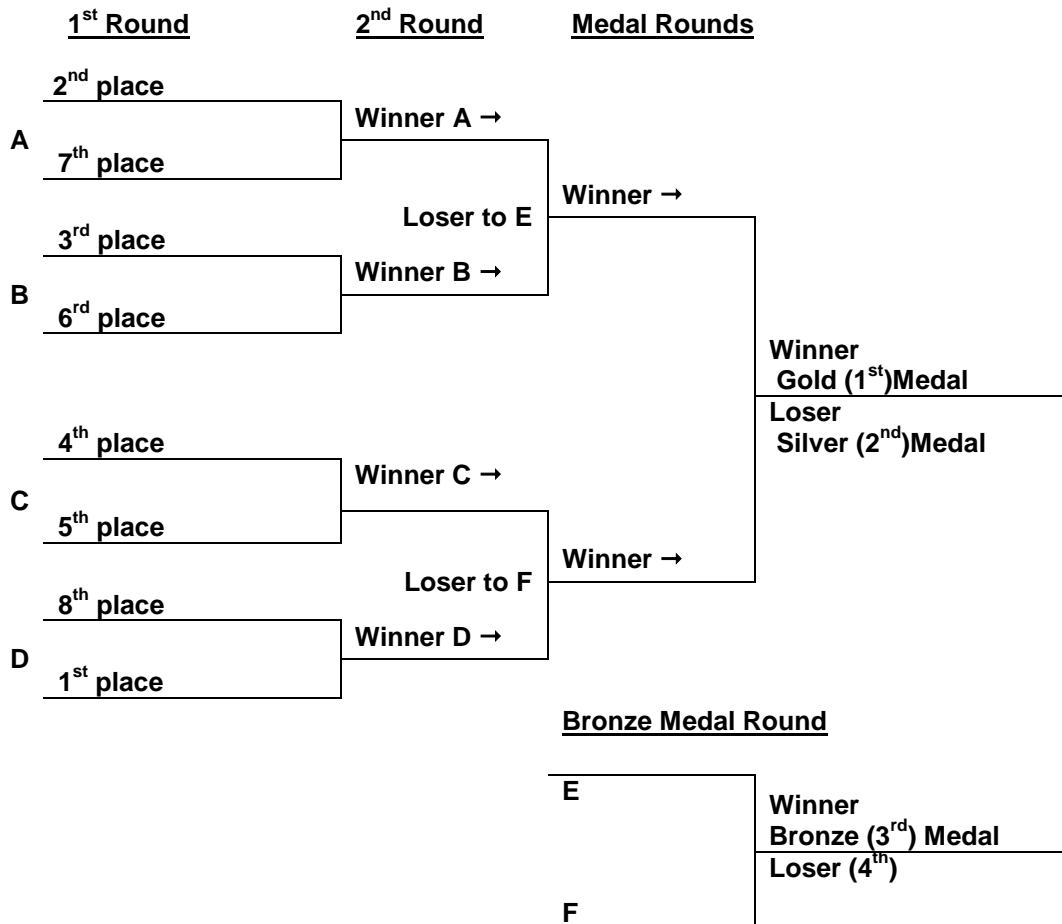 1st Round 2nd Round Medal Rounds
2nd place
Winner A →
A
7th place
Winner →
Loser to E
3rd place
Winner B →
B
6rd place
Winner
Gold (1st)Medal
Loser
Silver (2nd)Medal
4th place
Winner C →
C
5th place
Winner →
Loser to F
8th place
Winner D →
D
1st place
Bronze Medal Round
E
Winner
Bronze (3rd) Medal
Loser (4th)
F